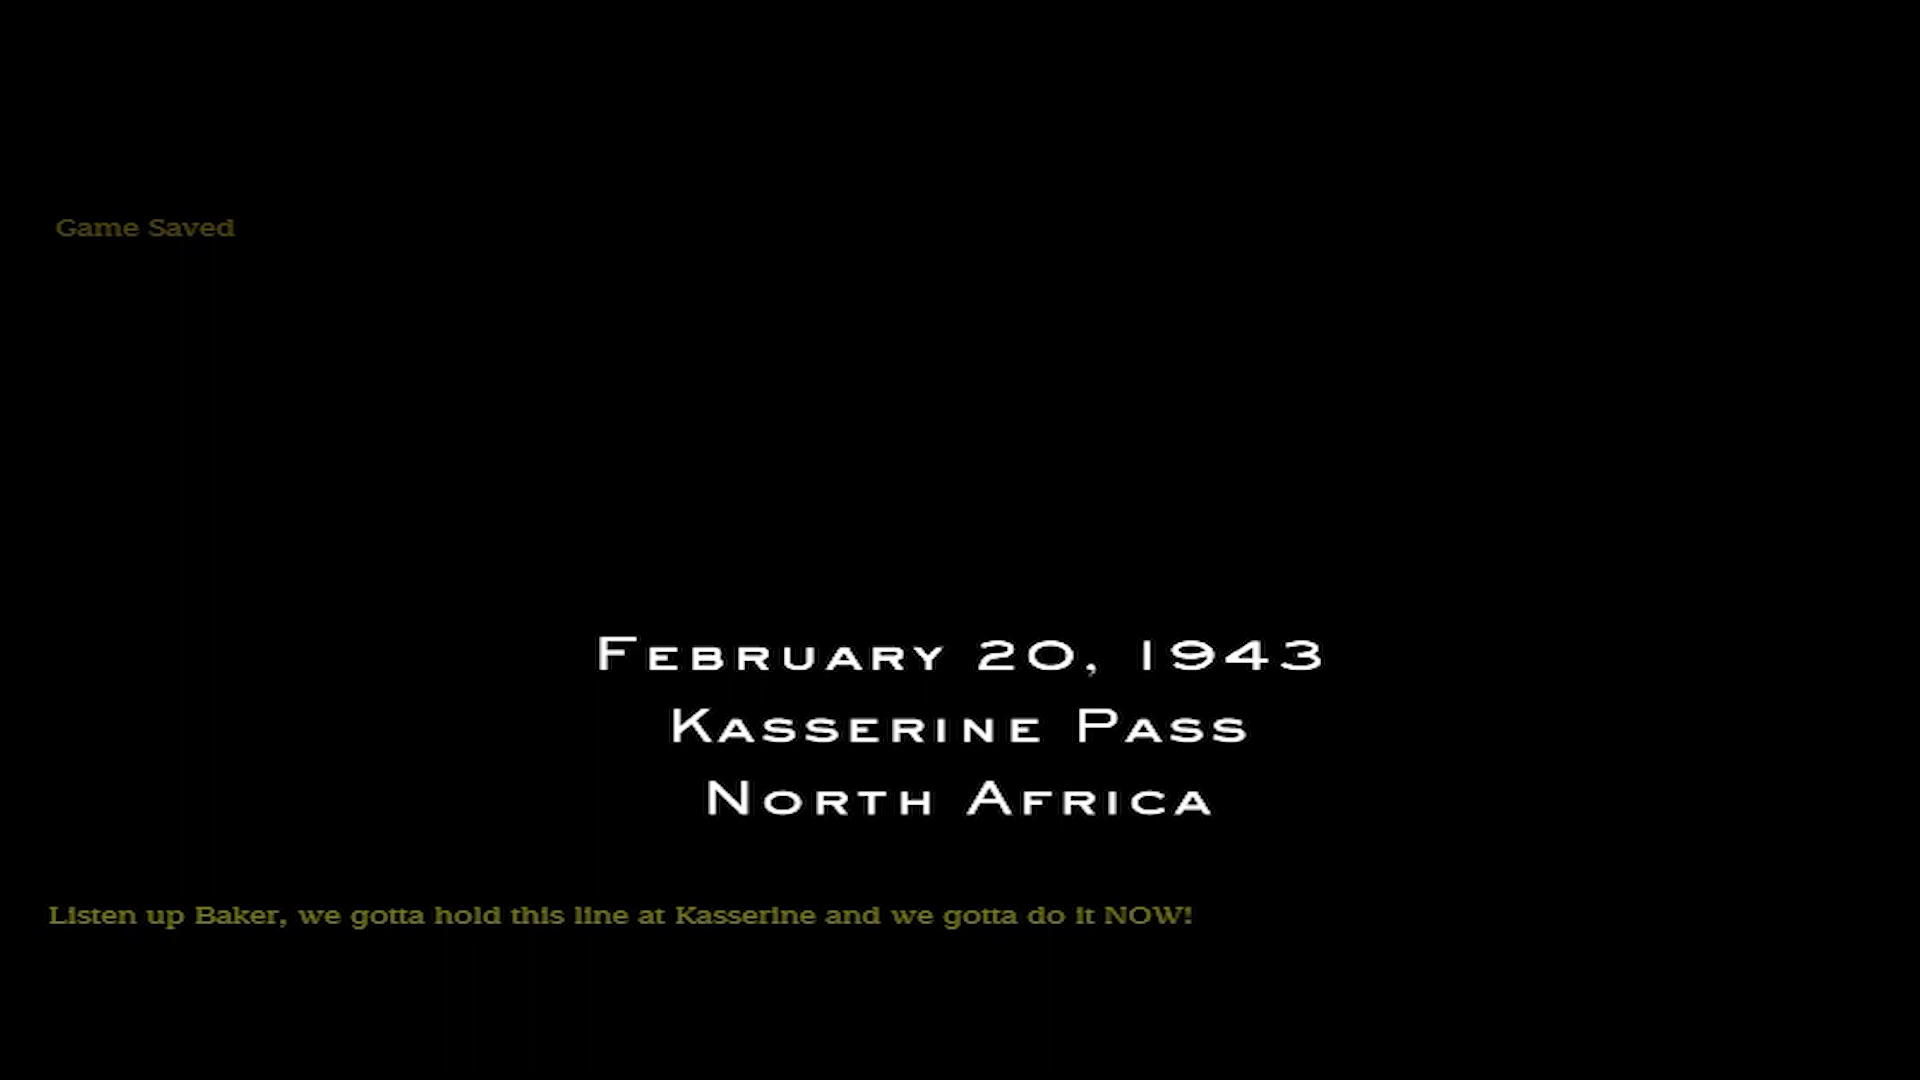 Game Saved
February 20, 1943
Kasserine Pass
North Africa
Listen up Baker, we gotta hold this line at Kasserine and we gotta do it NOW!